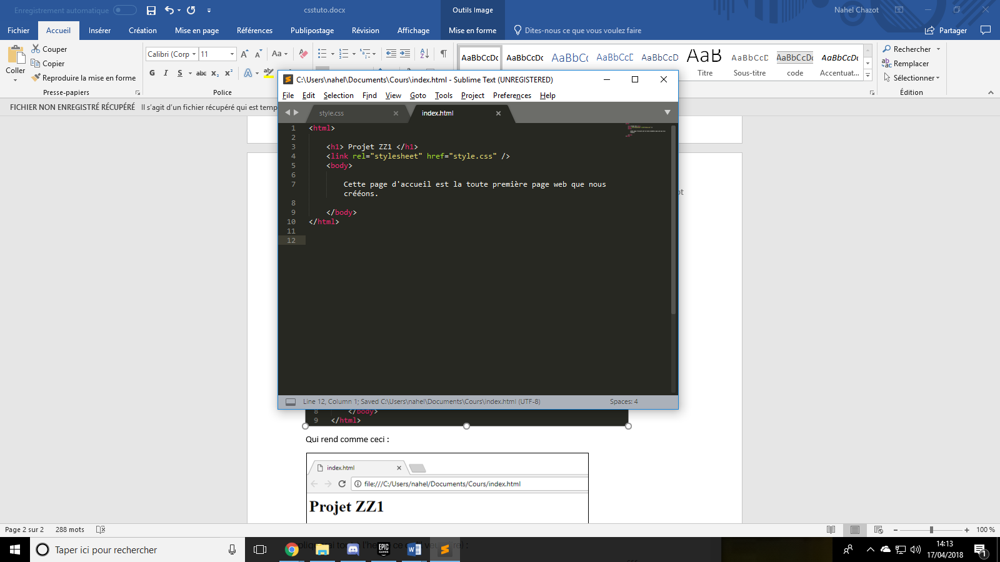 Enregistrement automatique
csstuto.docx
Outils Image
Nahel Chazot
Fichier Accueil Insérer Création Mise en page Références Publipostage Révision Affichage Mise en forme Dites-nous ce que vous voulez faire Partager
Coller
Couper
Copier
Reproduire la mise en forme
Presse-papiers
Calibri (Corp 11
G I S abc x₂ x²
Police
AaBbCcDc AaBbCcDc AaBbC( AaBbCcD AaBbCcD AaB AaBbCcD AaBbCcDc AaBbCcDc
Titre Sous-titre code Accentuat...
Rechercher
Remplacer
Sélectionner
Édition
FICHIER NON ENREGISTRÉ RÉCUPÉRÉ Il s'agit d'un fichier récupéré qui est temp
C:\Users\nahel\Documents\Cours\index.html - Sublime Text (UNREGISTERED)
File Edit Selection Find View Goto Tools Project Preferences Help
style.css index.html
1 <html>
2
3 <h1> Projet ZZ1 </h1>
4 <link rel="stylesheet" href="style.css" />
5 <body>
6
7 Cette page d'accueil est la toute première page web que nous
crééons.
8
9 </body>
10 </html>
11
12
Line 12, Column 1; Saved C:\Users\nahel\Documents\Cours\index.html (UTF-8) Spaces: 4
8 </body>
9 </html>
Qui rend comme ceci :
index.html
file:///C:/Users/nahel/Documents/Cours/index.html
Projet ZZ1
Page 2 sur 2 288 mots 100 %
Taper ici pour rechercher
EPIC GAMES
14:13
17/04/2018
1